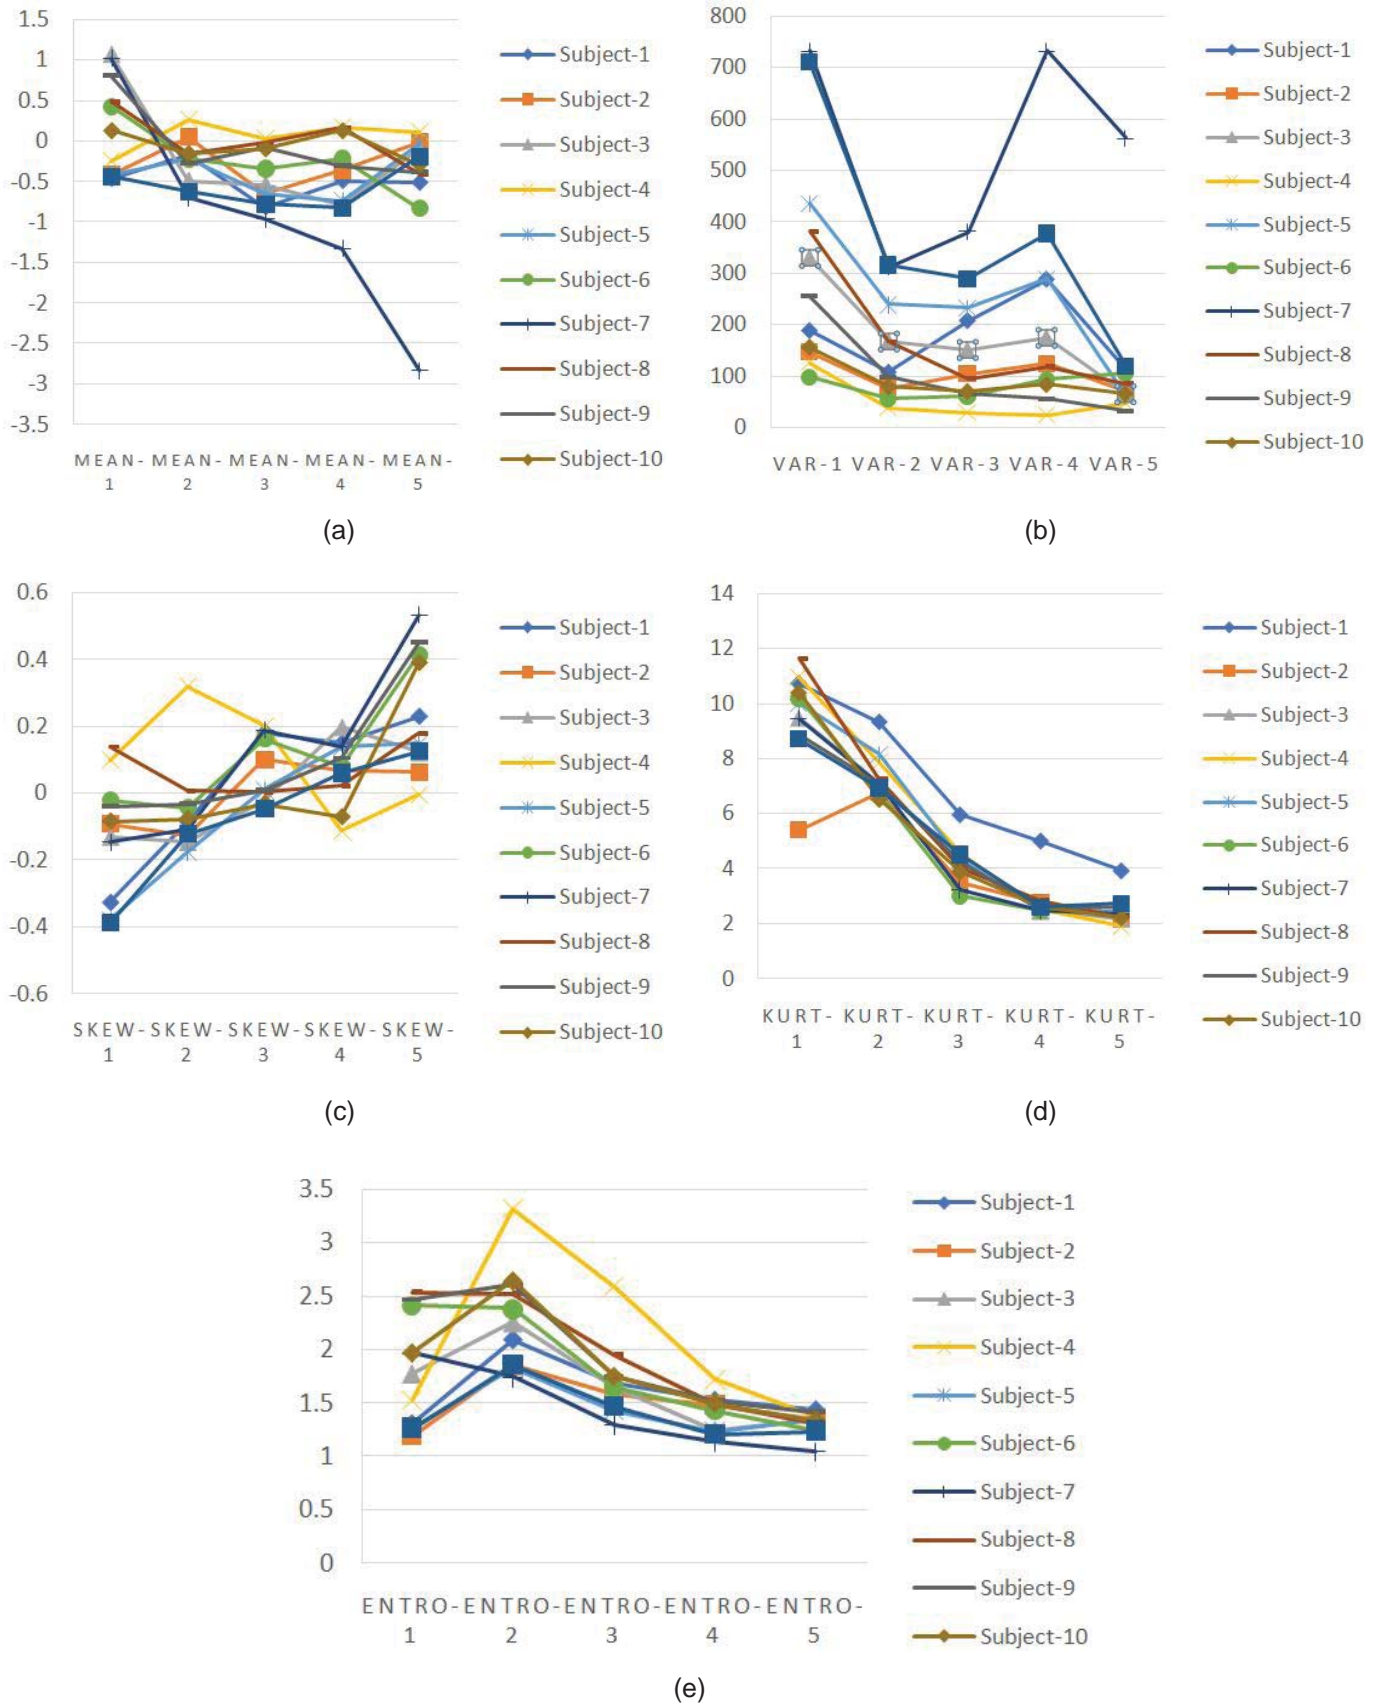 1.5
1
0.5
0
-0.5
-1
-1.5
-2
-2.5
-3
-3.5
MEAN- MEAN- MEAN- MEAN- MEAN-
1 2 3 4 5
Subject-1
Subject-2
Subject-3
Subject-4
Subject-5
Subject-6
Subject-7
Subject-8
Subject-9
Subject-10
(a)
800
700
600
500
400
300
200
100
0
VAR-1 VAR-2 VAR-3 VAR-4 VAR-5
Subject-1
Subject-2
Subject-3
Subject-4
Subject-5
Subject-6
Subject-7
Subject-8
Subject-9
Subject-10
(b)
0.6
0.4
0.2
0
-0.2
-0.4
-0.6
SKEW- SKEW- SKEW- SKEW- SKEW-
1 2 3 4 5
Subject-1
Subject-2
Subject-3
Subject-4
Subject-5
Subject-6
Subject-7
Subject-8
Subject-9
Subject-10
(c)
14
12
10
8
6
4
2
0
KURT- KURT- KURT- KURT- KURT-
1 2 3 4 5
Subject-1
Subject-2
Subject-3
Subject-4
Subject-5
Subject-6
Subject-7
Subject-8
Subject-9
Subject-10
(d)
3.5
3
2.5
2
1.5
1
0.5
0
ENTRO- ENTRO- ENTRO- ENTRO- ENTRO-
1 2 3 4 5
Subject-1
Subject-2
Subject-3
Subject-4
Subject-5
Subject-6
Subject-7
Subject-8
Subject-9
Subject-10
(e)